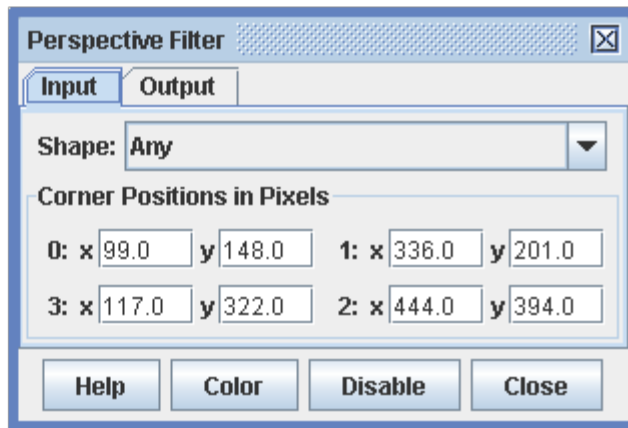 Perspective Filter
Input Output
Shape: Any
Corner Positions in Pixels
0: x 99.0 y 148.0 1: x 336.0 y 201.0
3: x 117.0 y 322.0 2: x 444.0 y 394.0
Help Color Disable Close